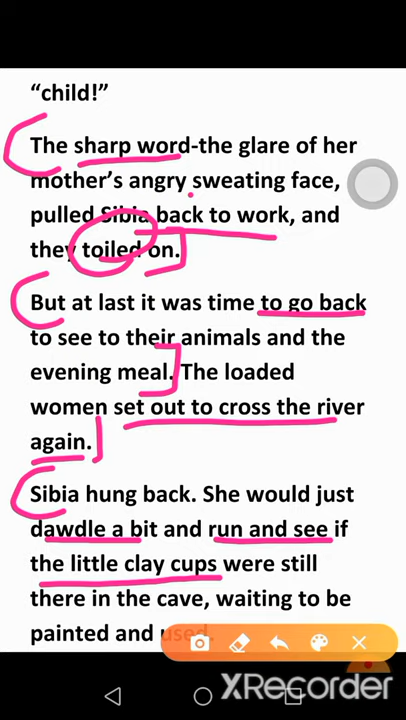 “child!”
The sharp word-the glare of her
mother’s angry sweating face,
pulled Sibia back to work, and
they toiled on.
But at last it was time to go back
to see to their animals and the
evening meal. The loaded
women set out to cross the river
again.
Sibia hung back. She would just
dawdle a bit and run and see if
the little clay cups were still
there in the cave, waiting to be
painted and used.
XRecorder